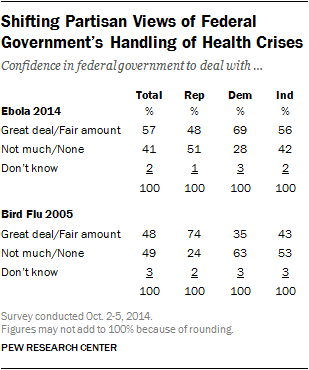 Shifting Partisan Views of Federal
Government's Handling of Health Crises
Confidence in federal government to deal with ...
Total Rep Dem Ind
% % % %
Ebola 2014
Great deal/Fair amount 57 48 69 56
Not much/None 41 51 28 42
Don't know 2 1 3 2
100 100 100 100
Bird Flu 2005
Great deal/Fair amount 48 74 35 43
Not much/None 49 24 63 53
Don't know 3 2 3 3
100 100 100 100
Survey conducted Oct. 2-5, 2014.
Figures may not add to 100% because of rounding.
PEW RESEARCH CENTER